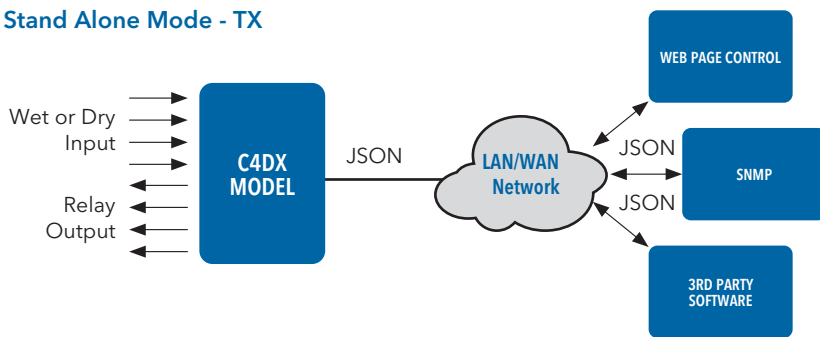 Stand Alone Mode - TX
Wet or Dry
Input
Relay
Output
C4DX
MODEL
JSON
LAN/WAN
Network
WEB PAGE CONTROL
JSON
SNMP
JSON
3RD PARTY
SOFTWARE